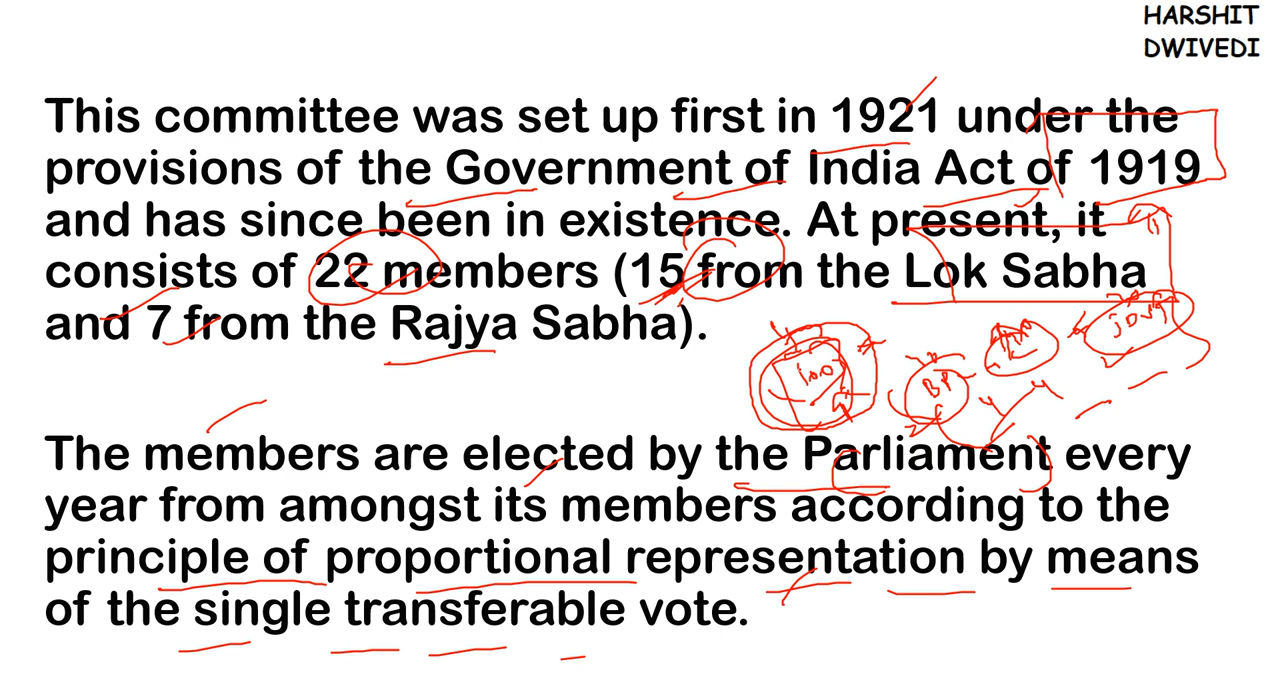 HARSHIT
DWIVEDI
This committee was set up first in 1921 under the
provisions of the Government of India Act of 1919
and has since been in existence. At present, it
consists of 22 members (15 from the Lok Sabha
and 7 from the Rajya Sabha).
100
BP
The members are elected by the Parliament every
year from amongst its members according to the
principle of proportional representation by means
of the single transferable vote.